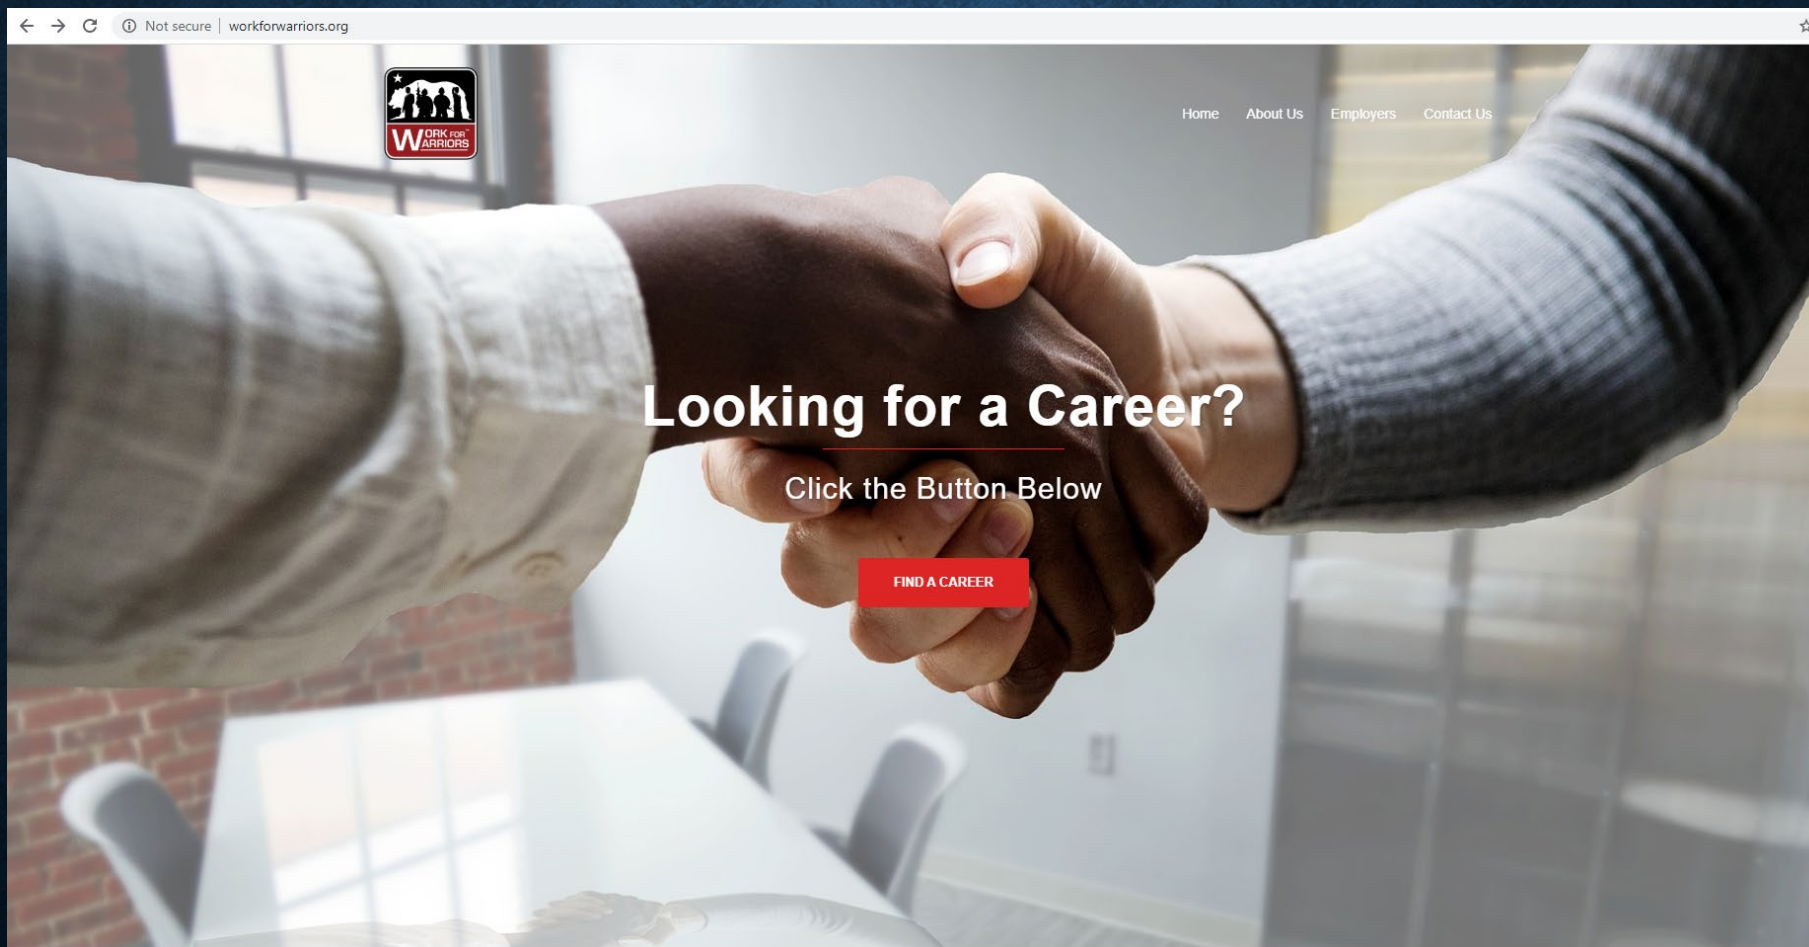 Not secure workforwarriors.org
WORK FOR™
WARRIORS
Home About Us Employers Contact Us
Looking for a Career?
Click the Button Below
FIND A CAREER